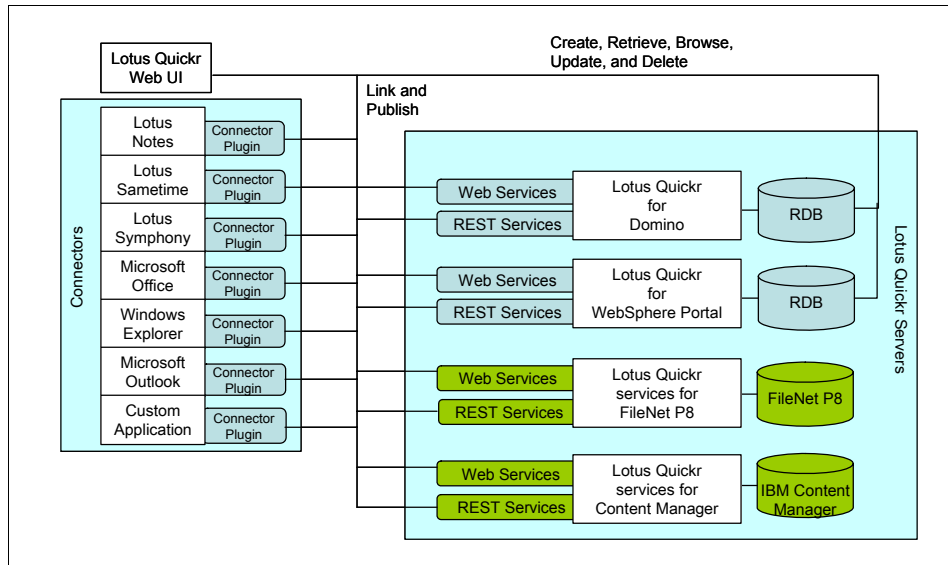 Lotus Quickr
Web UI
Create, Retrieve, Browse,
Update, and Delete
Link and
Publish
Connectors
Lotus
Notes
Connector
Plugin
Lotus
Sametime
Connector
Plugin
Lotus
Symphony
Connector
Plugin
Microsoft
Office
Connector
Plugin
Windows
Explorer
Connector
Plugin
Microsoft
Outlook
Connector
Plugin
Custom
Application
Connector
Plugin
Web Services
REST Services
Lotus Quickr
for
Domino
RDB
Web Services
REST Services
Lotus Quickr
for
WebSphere Portal
RDB
Web Services
REST Services
Lotus Quickr
services for
FileNet P8
FileNet P8
Web Services
REST Services
Lotus Quickr
services for
Content Manager
IBM Content
Manager
Lotus Quickr Servers